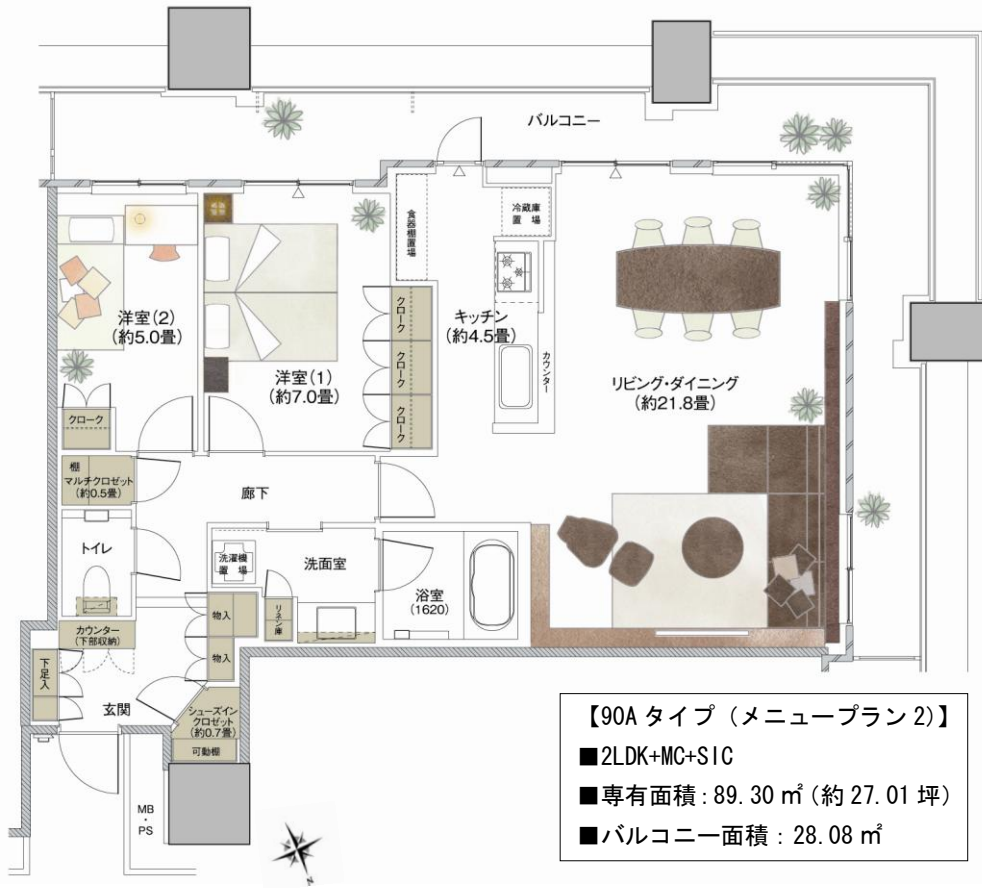 バルコニー
食器棚置場
冷蔵庫
置場
洋室(2)
(約5.0畳)
洋室(1)
(約7.0畳)
クローク
クローク
クローク
キッチン
(約4.5畳)
カウンター
リビング・ダイニング
(約21.8畳)
クローク
棚
マルチクロゼット
(約0.5畳)
廊下
トイレ
洗濯機
置場
洗面室
浴室
(1620)
リネン庫
物入
物入
カウンター
(下部収納)
下足入
玄関
シューズイン
クロゼット
(約0.7畳)
可動棚
MB
・
PS
N
【90Aタイプ（メニュープラン2）】
■2LDK+MC+SIC
■専有面積：89.30㎡(約27.01坪)
■バルコニー面積：28.08㎡